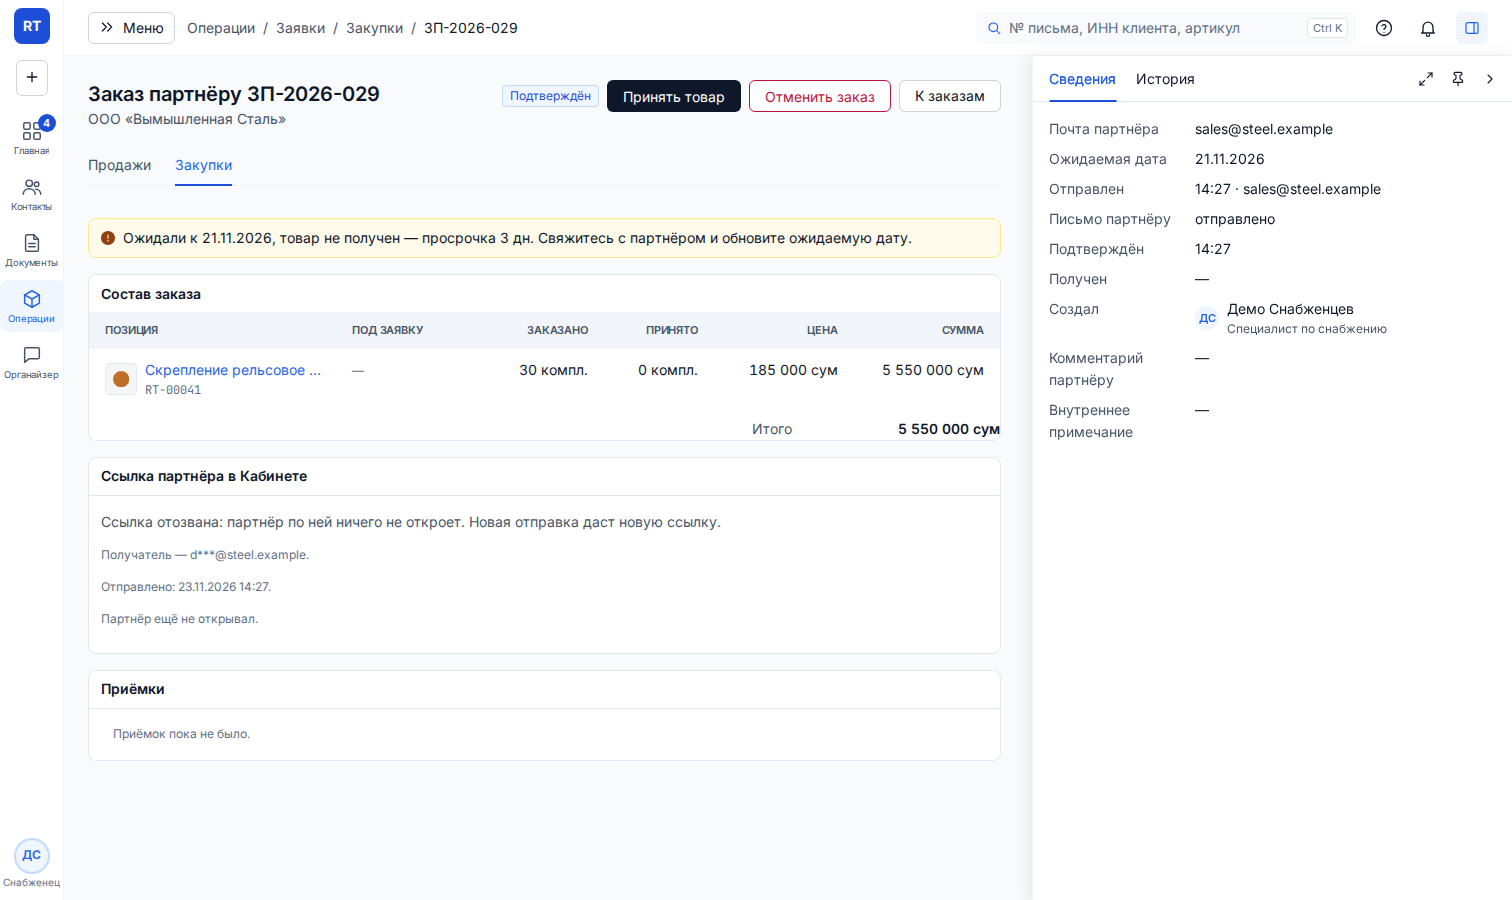 RT
Меню
Операции / Заявки / Закупки / ЗП-2026-029
№ письма, ИНН клиента, артикул
Ctrl K
4
Главная
Контакты
Документы
Операции
Органайзер
ДС
Снабженец
Заказ партнёру ЗП-2026-029
ООО «Вымышленная Сталь»
Подтверждён
Принять товар
Отменить заказ
К заказам
Продажи
Закупки
Ожидали к 21.11.2026, товар не получен — просрочка 3 дн. Свяжитесь с партнёром и обновите ожидаемую дату.
Состав заказа
ПОЗИЦИЯ ПОД ЗАЯВКУ ЗАКАЗАНО ПРИНЯТО ЦЕНА СУММА
Скрепление рельсовое ... — 30 компл. 0 компл. 185 000 сум 5 550 000 сум
RT-00041
Итого 5 550 000 сум
Ссылка партнёра в Кабинете
Ссылка отозвана: партнёр по ней ничего не откроет. Новая отправка даст новую ссылку.
Получатель — d***@steel.example.
Отправлено: 23.11.2026 14:27.
Партнёр ещё не открывал.
Приёмки
Приёмок пока не было.
Сведения
История
Почта партнёра sales@steel.example
Ожидаемая дата 21.11.2026
Отправлен 14:27 · sales@steel.example
Письмо партнёру отправлено
Подтверждён 14:27
Получен —
Создал ДС Демо Снабженцев
Специалист по снабжению
Комментарий —
партнёру
Внутреннее —
примечание